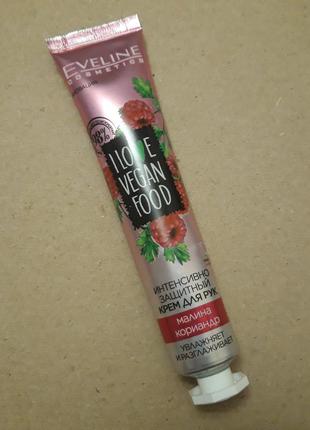 EVELINE
COSMETICS
I LOVE
VEGAN
FOOD
ИНТЕНСИВНО
ЗАЩИТНЫЙ
КРЕМ ДЛЯ РУК
малина
кориандр
УВЛАЖНЯЕТ
И РАЗГЛАЖИВАЕТ